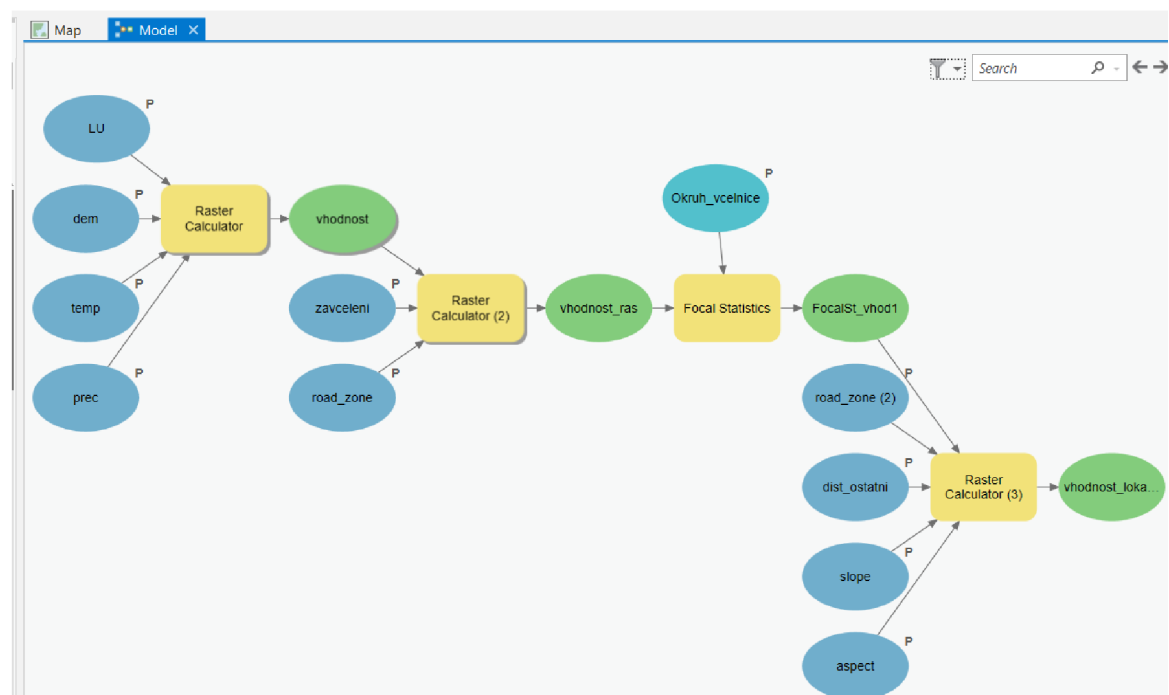 Map
Model
Search
P
LU
P
dem
Raster
Calculator
vhodnost
P
Okruh_vcelnice
P
temp
P
zavceleni
Raster
Calculator (2)
vhodnost_ras
Focal Statistics
FocalSt_vhod1
P
prec
P
road_zone
P
road_zone (2)
P
dist_ostatni
Raster
Calculator (3)
vhodnost_loka...
P
slope
P
aspect